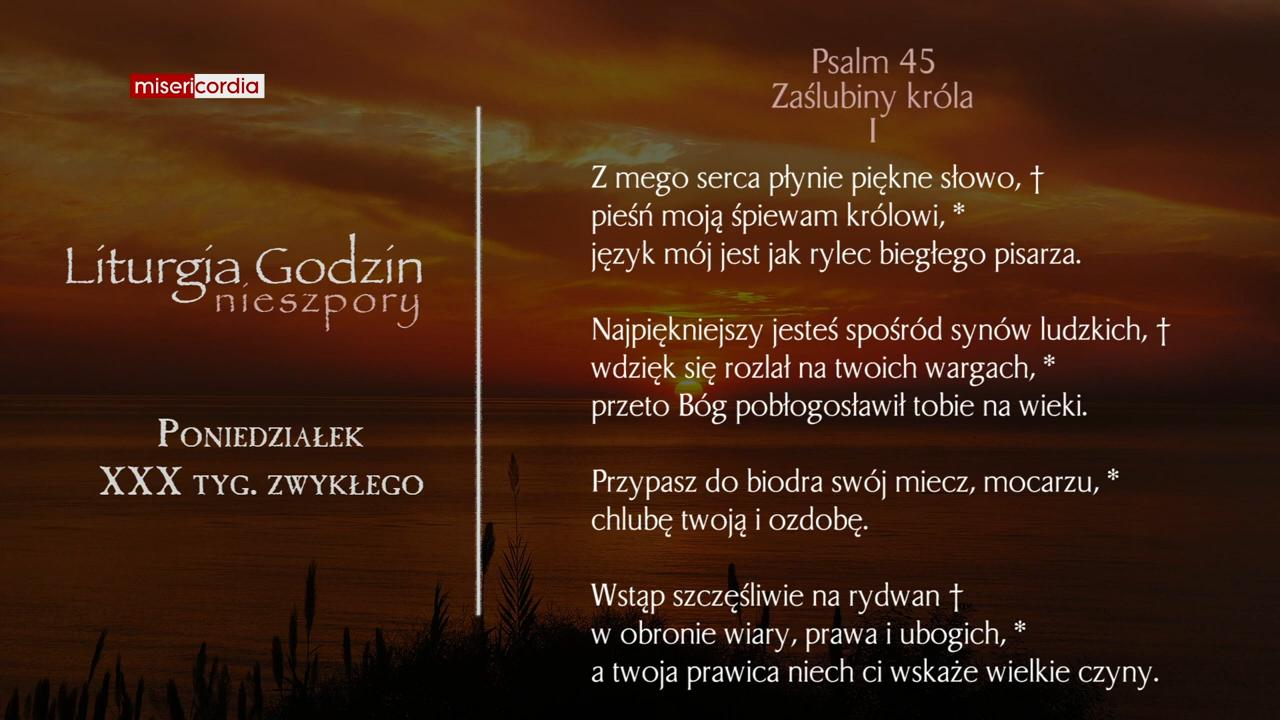 misericordia
Liturgia Godzin
nieszpory
Poniedziałek
XXX tyg. zwykłego
Psalm 45
Zaślubiny króla
I
Z mego serca płynie piękne słowo, †
pieśń moją śpiewam królowi, *
język mój jest jak rylec biegłego pisarza.
Najpiękniejszy jesteś spośród synów ludzkich, †
wdzięk się rozlał na twoich wargach, *
przeto Bóg pobłogosławił tobie na wieki.
Przypasz do biodra swój miecz, mocarzu, *
chlubę twoją i ozdobę.
Wstąp szczęśliwie na rydwan †
w obronie wiary, prawa i ubogich, *
a twoja prawica niech ci wskaże wielkie czyny.